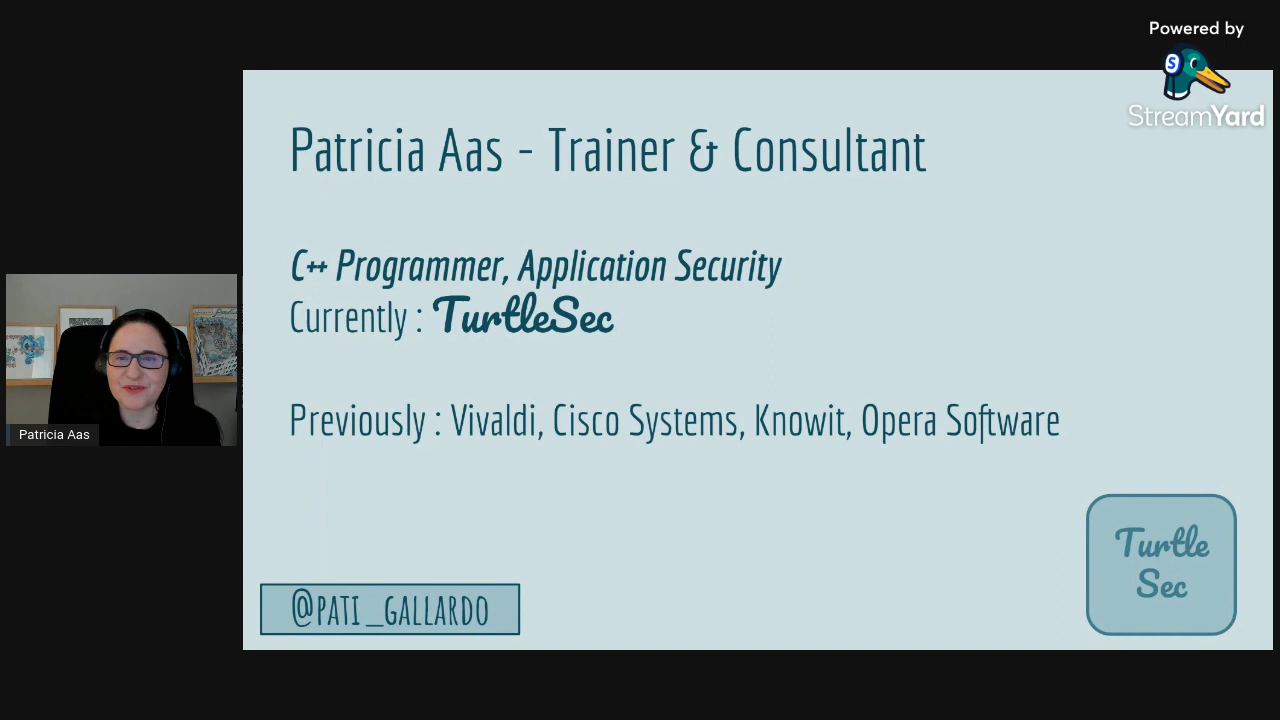 Powered by
StreamYard
Patricia Aas - Trainer & Consultant
C++ Programmer, Application Security
Currently : TurtleSec
Previously : Vivaldi, Cisco Systems, Knowit, Opera Software
Patricia Aas
@PATI_GALLARDO
Turtle
Sec